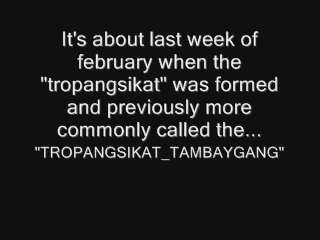 It's about last week of
february when the
"tropangsikat" was formed
and previously more
commonly called the...
"TROPANGSIKAT_TAMBAYGANG"